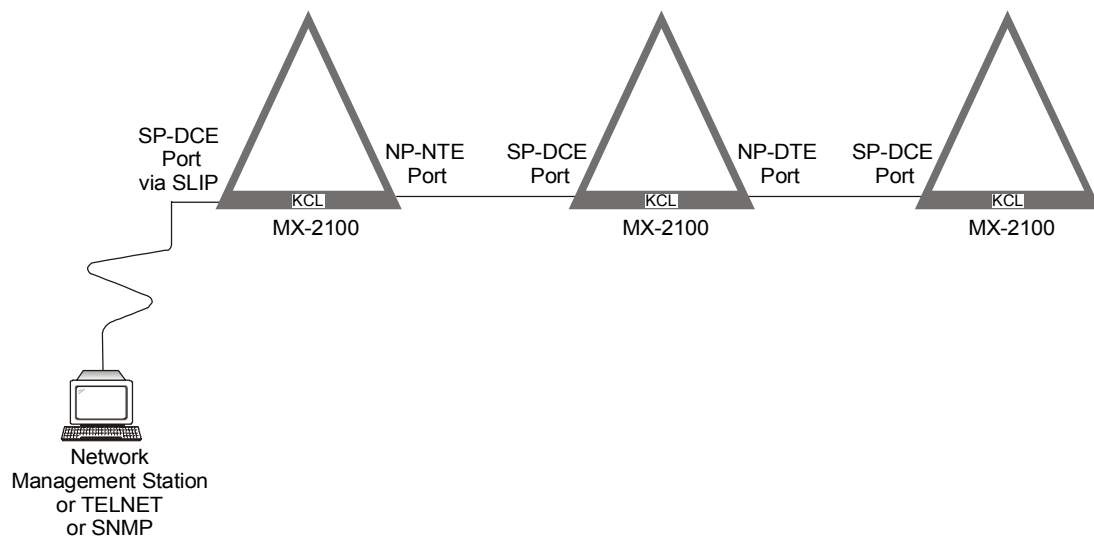 SP-DCE
Port
via SLIP
NP-NTE
Port
SP-DCE
Port
NP-DTE
Port
SP-DCE
Port
KCL
MX-2100
KCL
MX-2100
KCL
MX-2100
Network
Management Station
or TELNET
or SNMP